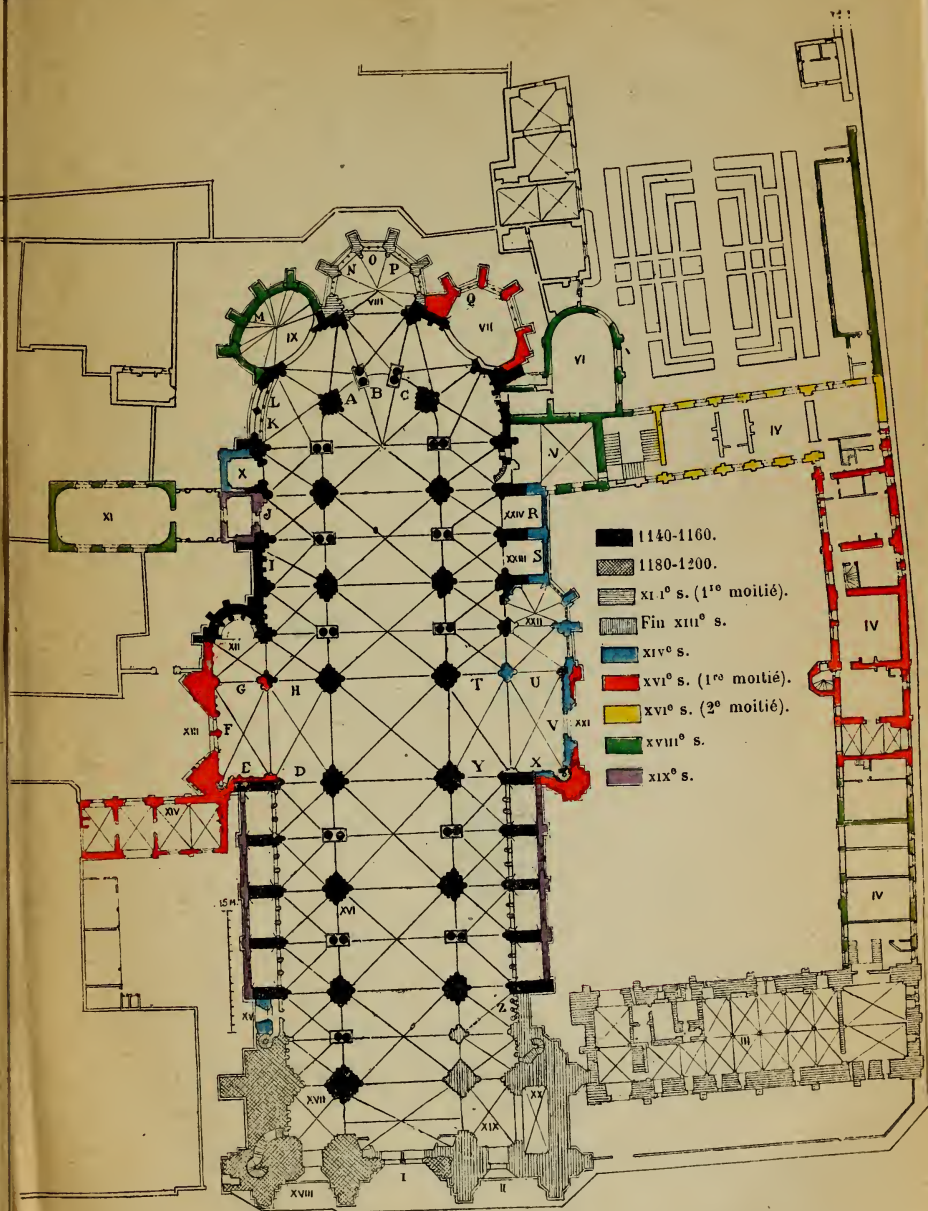 N O P
Q
VIII
M
IX
VII
VI
A B C
L
K
IV
V
X
XI
J
XXIV R
I
XXIII S
1140-1160.
1180-1200.
XIIIe s. (1re moitié).
Fin XIIIe s.
XIVe s.
XVIe s. (1re moitié).
XVIe s. (2e moitié).
XVIIIe s.
XIXe s.
XII
XXII
IV
G H
T U
XIII F
V XXI
E D
Y X
XIV
15 M.
XVI
IV
XV
Z
III
XVII
XX
XIX
I
II
XVIII